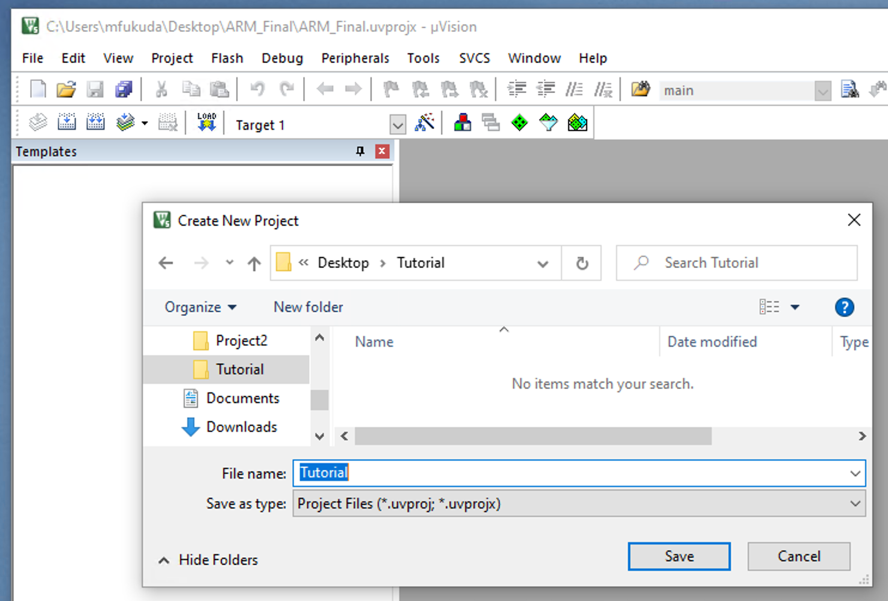 C:\Users\mfukuda\Desktop\ARM_Final\ARM_Final.uvprojx - µVision
File Edit View Project Flash Debug Peripherals Tools SVCS Window Help
main
LOAD Target 1
Templates
Create New Project
« Desktop › Tutorial Search Tutorial
Organize New folder ?
Project2 Name Date modified Type
Tutorial
No items match your search.
Documents
Downloads
File name: Tutorial
Save as type: Project Files (*.uvproj; *.uvprojx)
Hide Folders Save Cancel